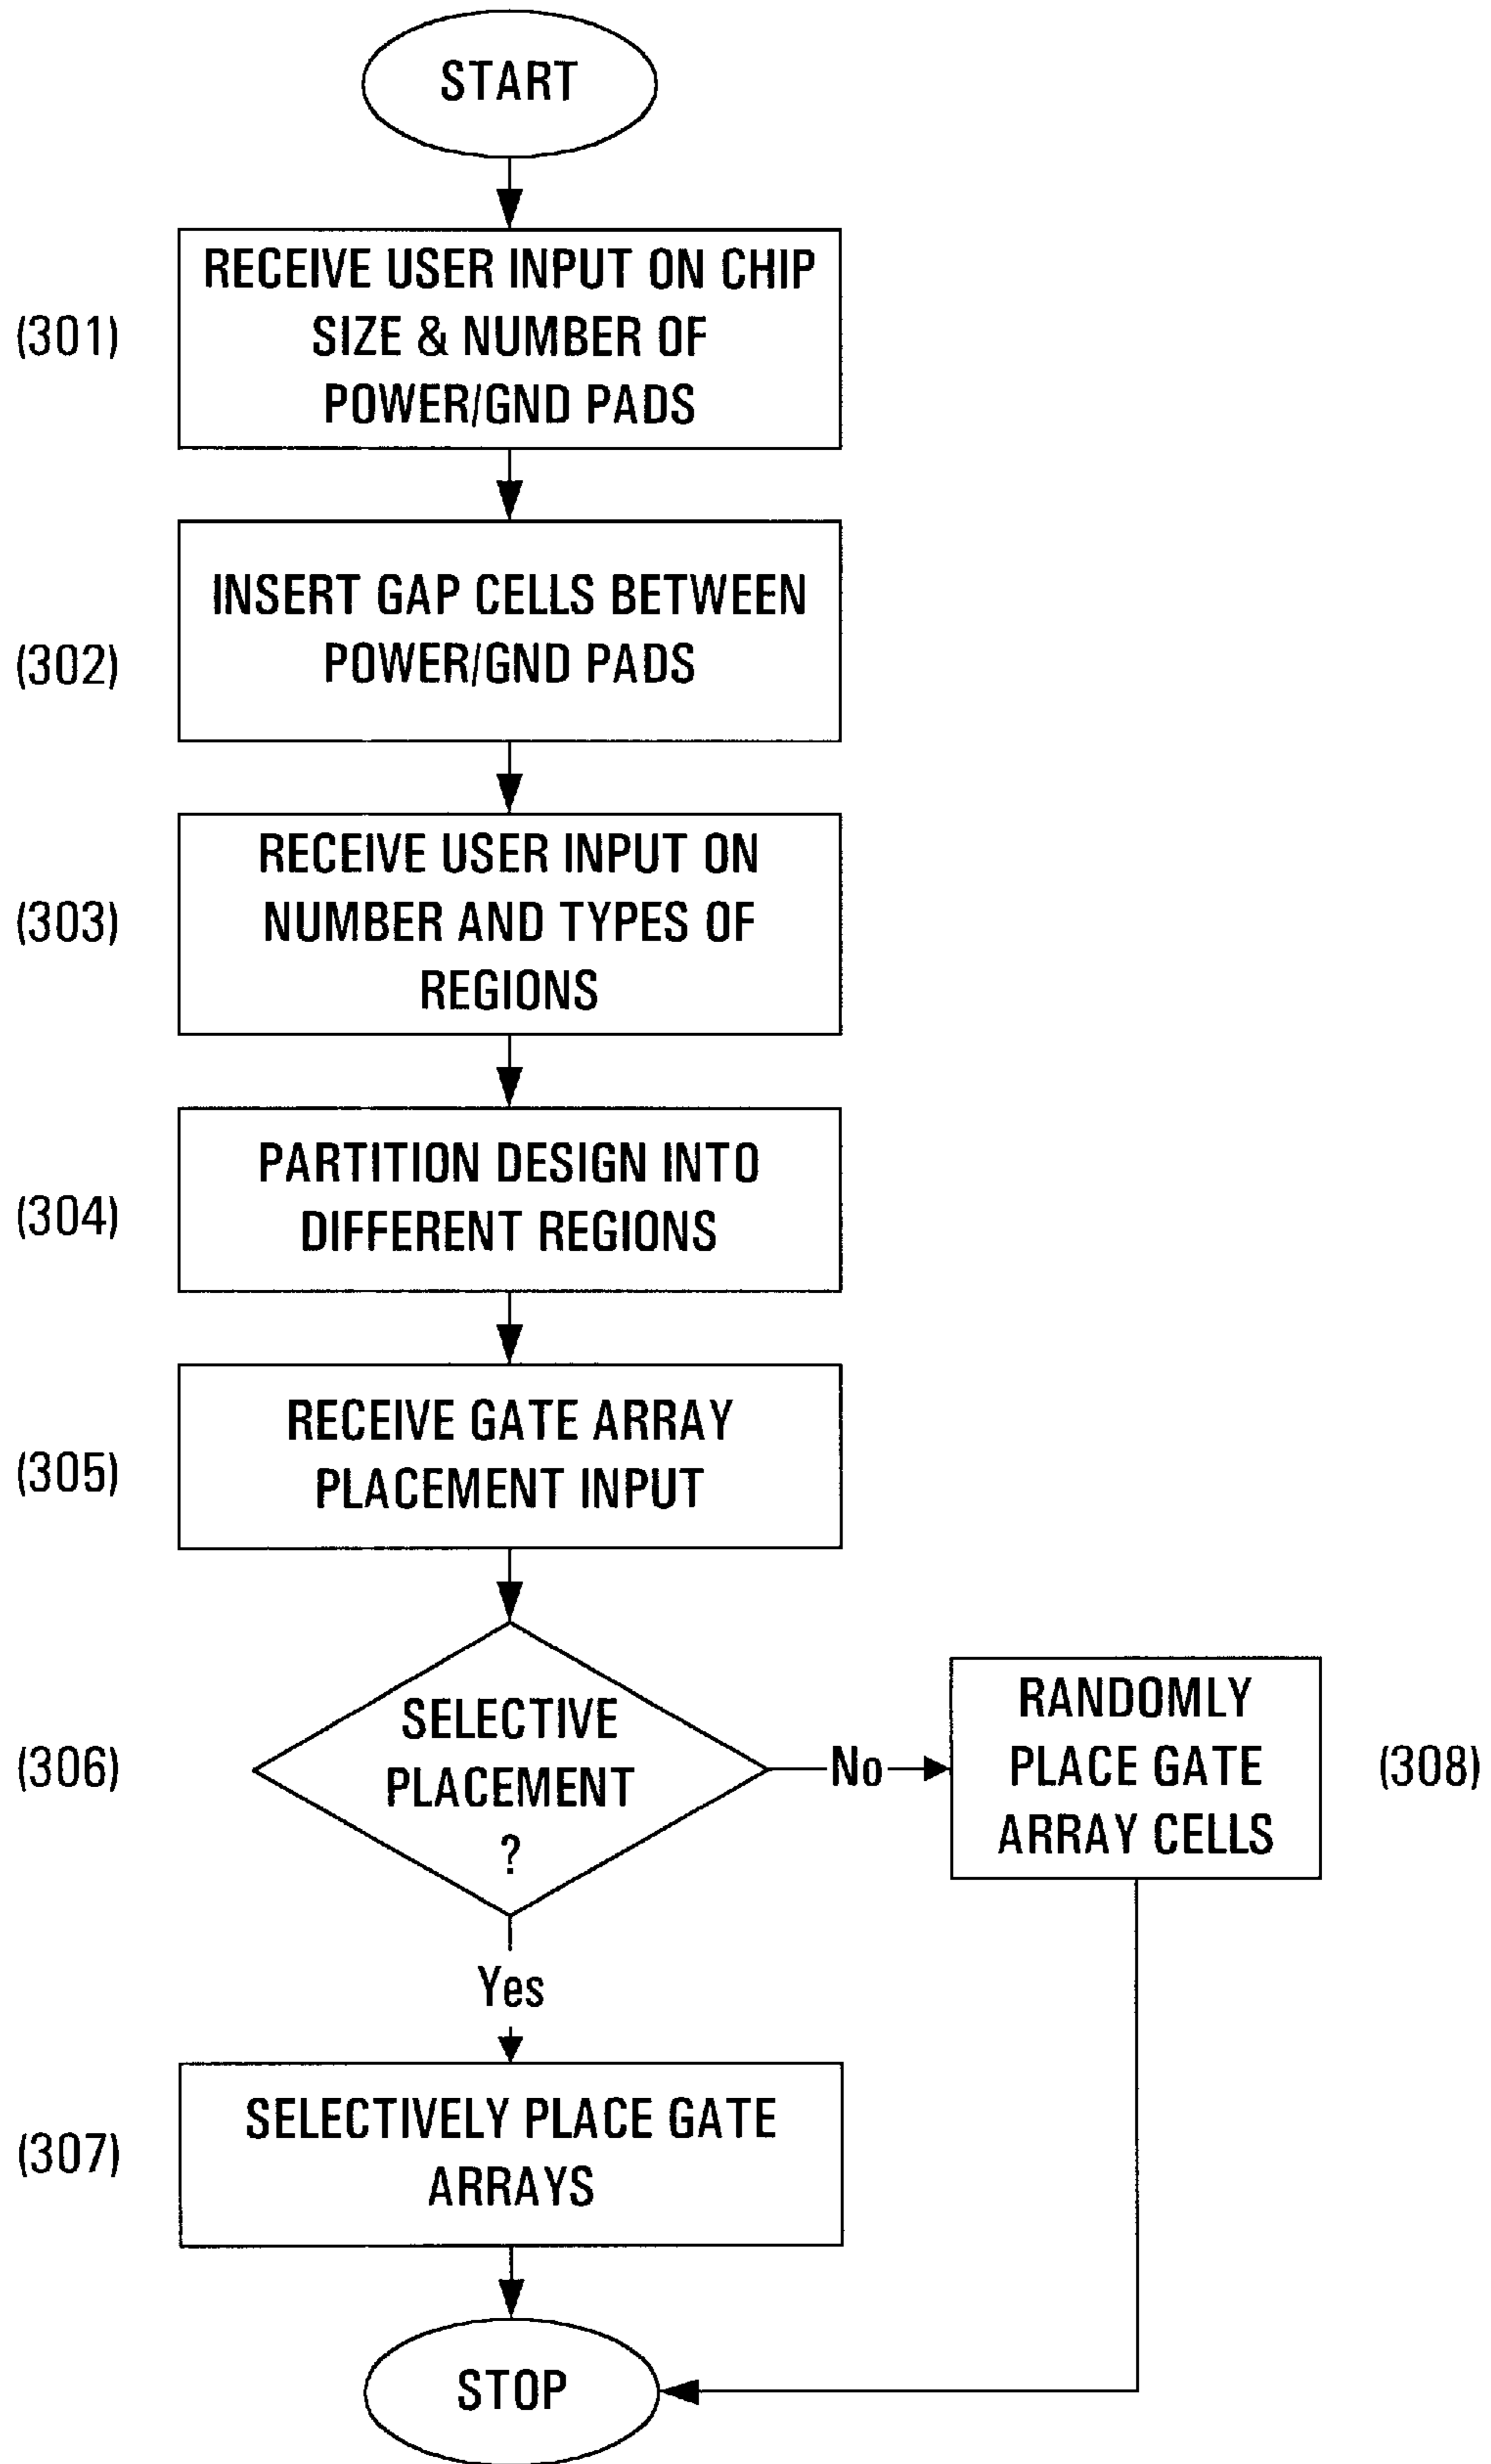 START
(301)
RECEIVE USER INPUT ON CHIP
SIZE & NUMBER OF
POWER/GND PADS
(302)
INSERT GAP CELLS BETWEEN
POWER/GND PADS
(303)
RECEIVE USER INPUT ON
NUMBER AND TYPES OF
REGIONS
(304)
PARTITION DESIGN INTO
DIFFERENT REGIONS
(305)
RECEIVE GATE ARRAY
PLACEMENT INPUT
(306)
SELECTIVE
PLACEMENT
?
No
RANDOMLY
PLACE GATE
ARRAY CELLS
(308)
Yes
(307)
SELECTIVELY PLACE GATE
ARRAYS
STOP